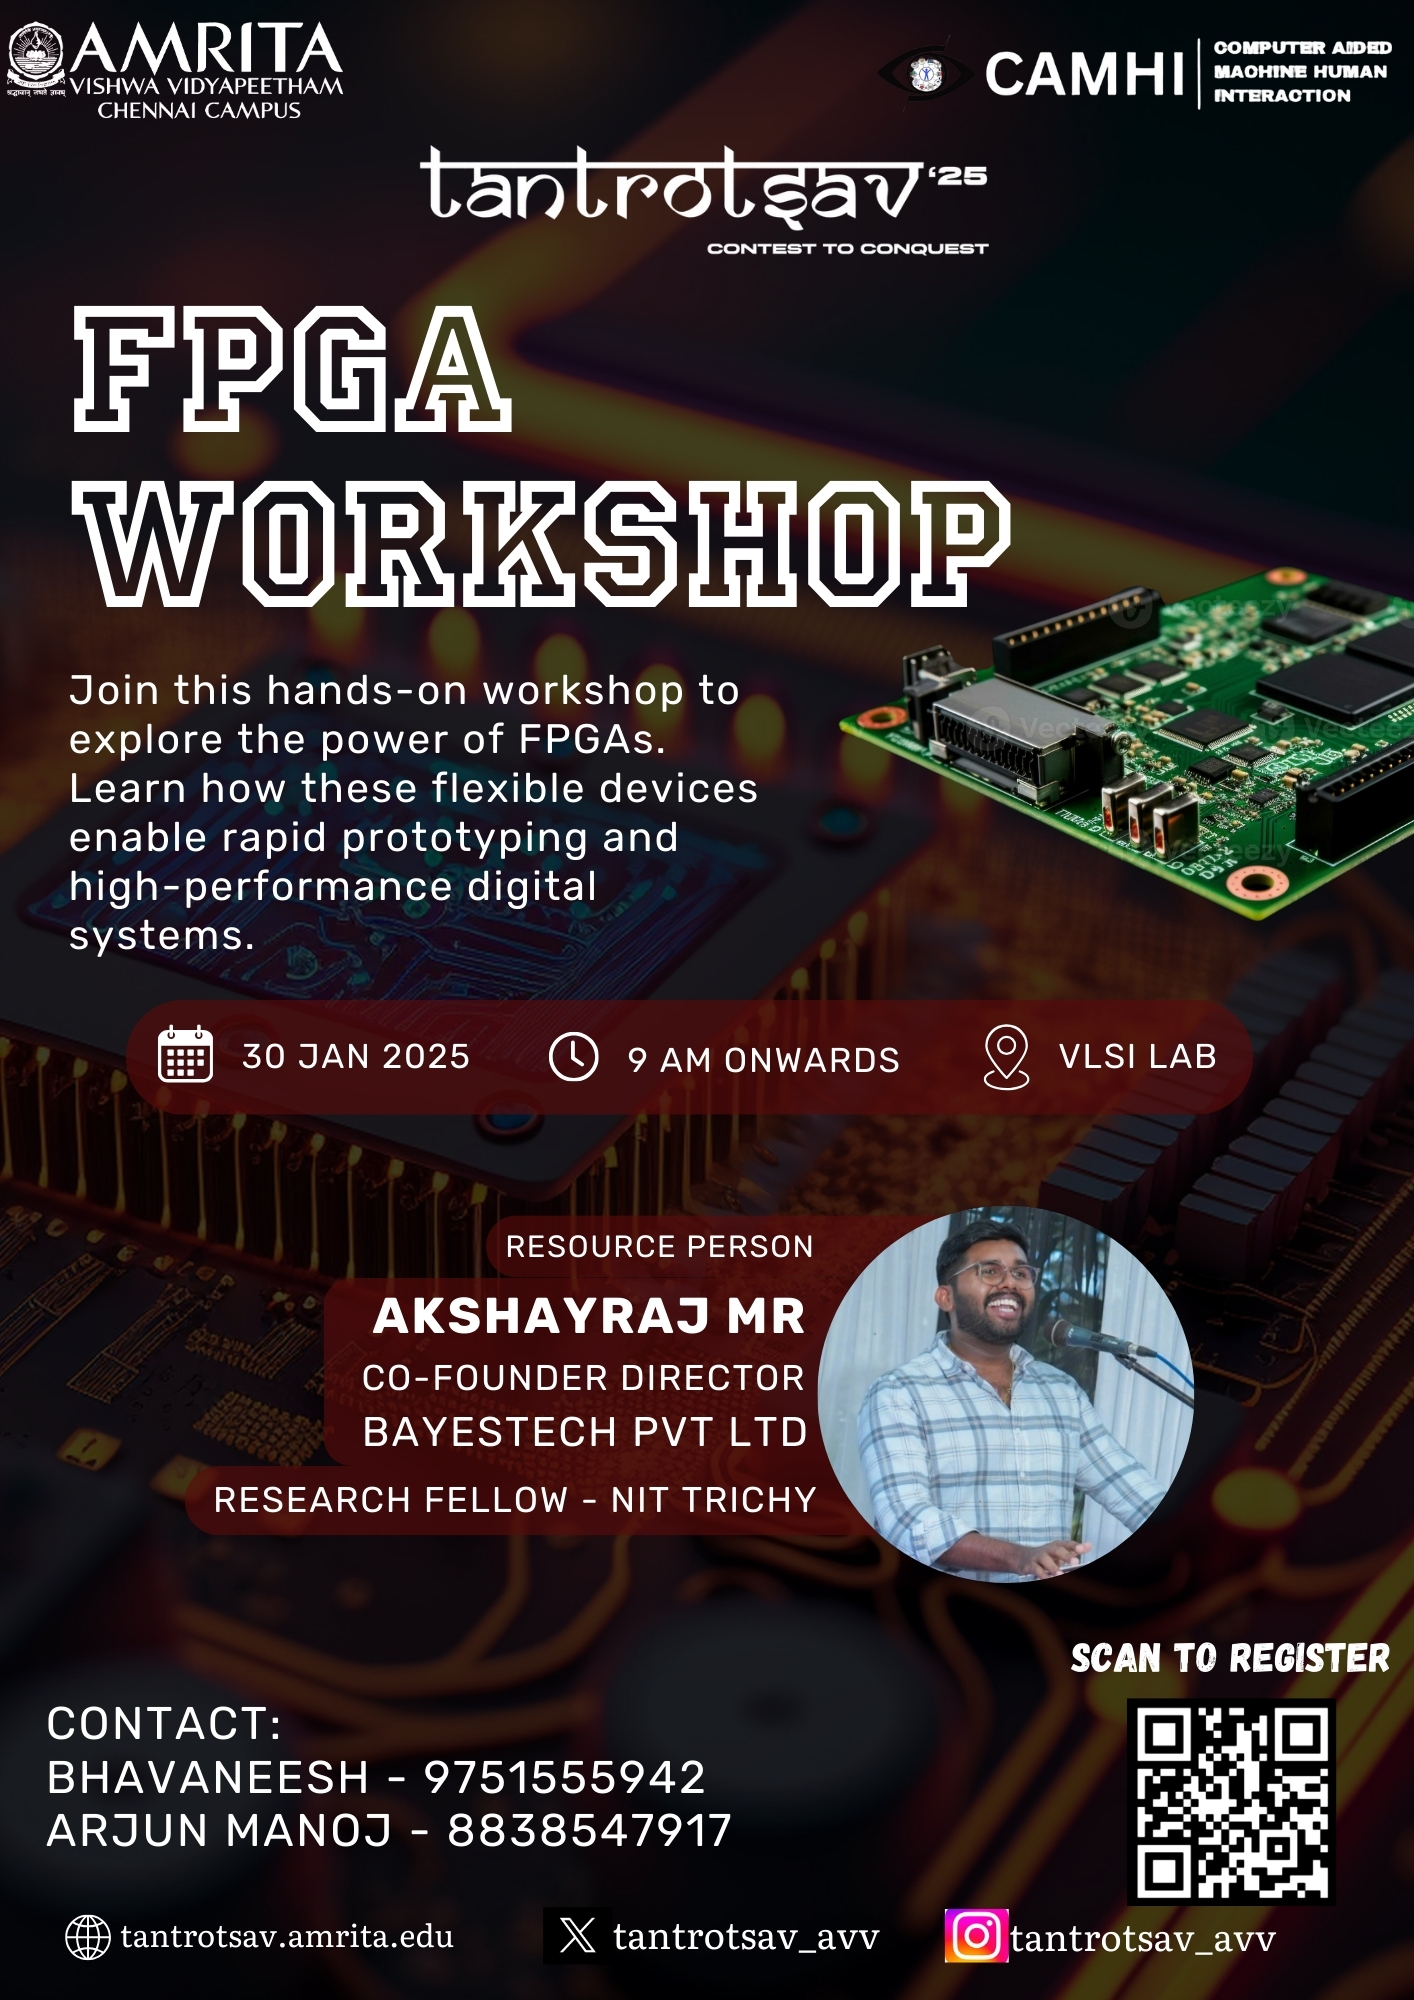 AMRITA
VISHWA VIDYAPEETHAM
CHENNAI CAMPUS
CAMHI
COMPUTER AIDED
MACHINE HUMAN
INTERACTION
tantrotsav '25
CONTEST TO CONQUEST
FPGA
WORKSHOP
Join this hands-on workshop to
explore the power of FPGAs.
Learn how these flexible devices
enable rapid prototyping and
high-performance digital
systems.
30 JAN 2025
9 AM ONWARDS
VLSI LAB
RESOURCE PERSON
AKSHAYRAJ MR
CO-FOUNDER DIRECTOR
BAYESTECH PVT LTD
RESEARCH FELLOW - NIT TRICHY
SCAN TO REGISTER
CONTACT:
BHAVANEESH - 9751555942
ARJUN MANOJ - 8838547917
tantrotsav.amrita.edu
tantrotsav_avv
tantrotsav_avv